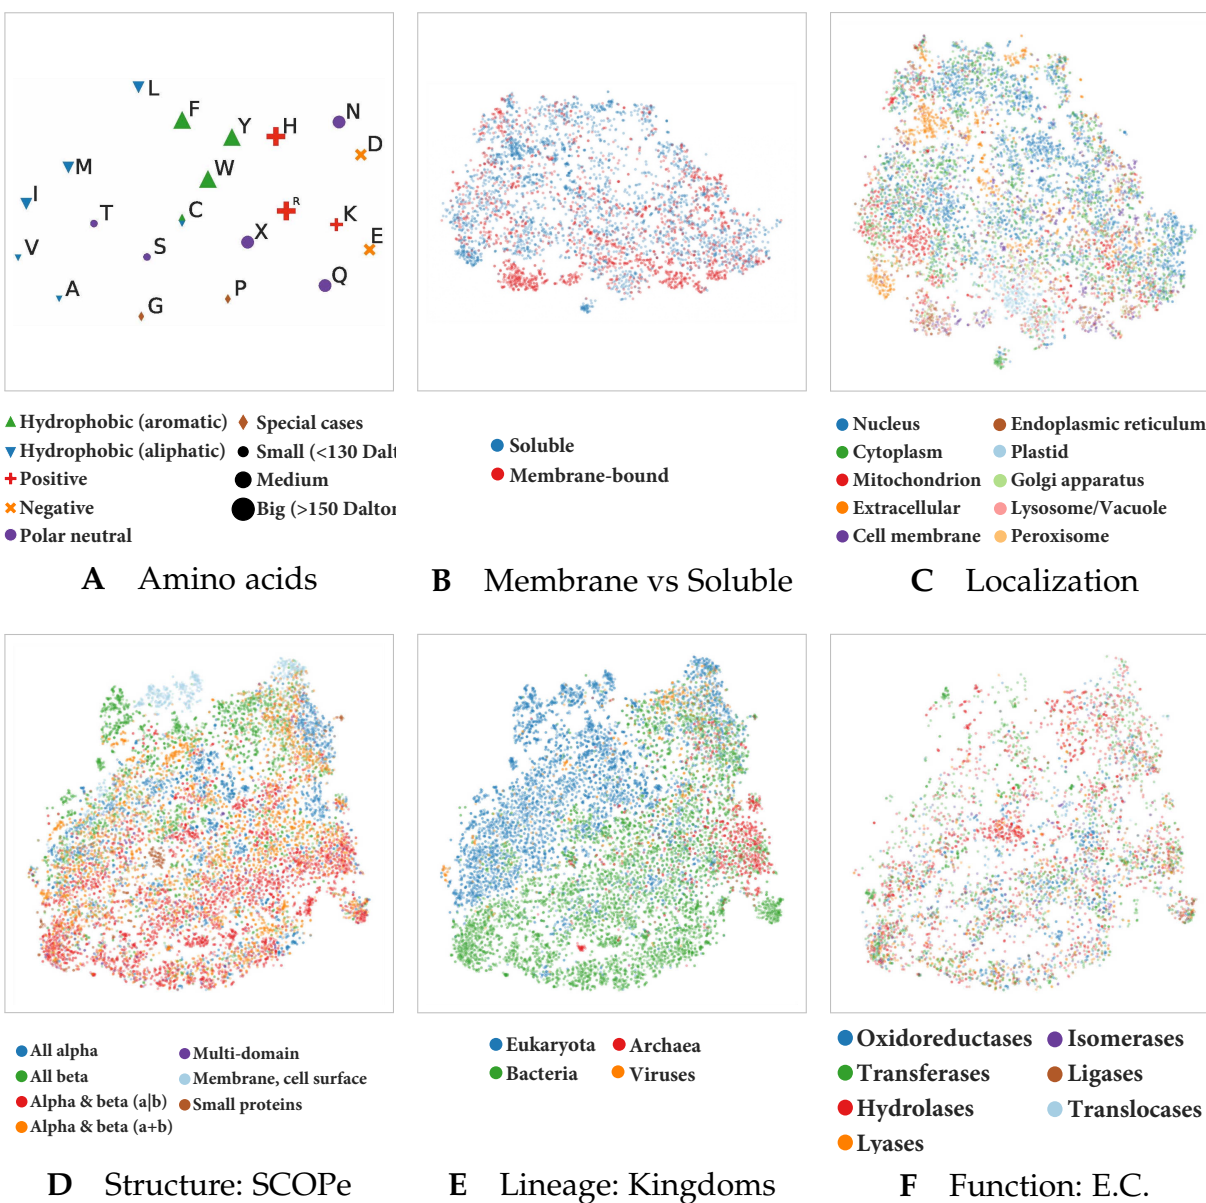 L
F
Y
H
N
D
W
M
I
T
C
R
K
V
S
X
E
A
G
P
Q
Hydrophobic (aromatic)
Hydrophobic (aliphatic)
Positive
Negative
Polar neutral
Special cases
Small (<130 Dalt
Medium
Big (>150 Dalton
A Amino acids
Soluble
Membrane-bound
B Membrane vs Soluble
Nucleus
Cytoplasm
Mitochondrion
Extracellular
Cell membrane
Endoplasmic reticulum
Plastid
Golgi apparatus
Lysosome/Vacuole
Peroxisome
C Localization
All alpha
All beta
Alpha & beta (a|b)
Alpha & beta (a+b)
Multi-domain
Membrane, cell surface
Small proteins
D Structure: SCOPe
Eukaryota
Bacteria
Archaea
Viruses
E Lineage: Kingdoms
Oxidoreductases
Transferases
Hydrolases
Lyases
Isomerases
Ligases
Translocases
F Function: E.C.